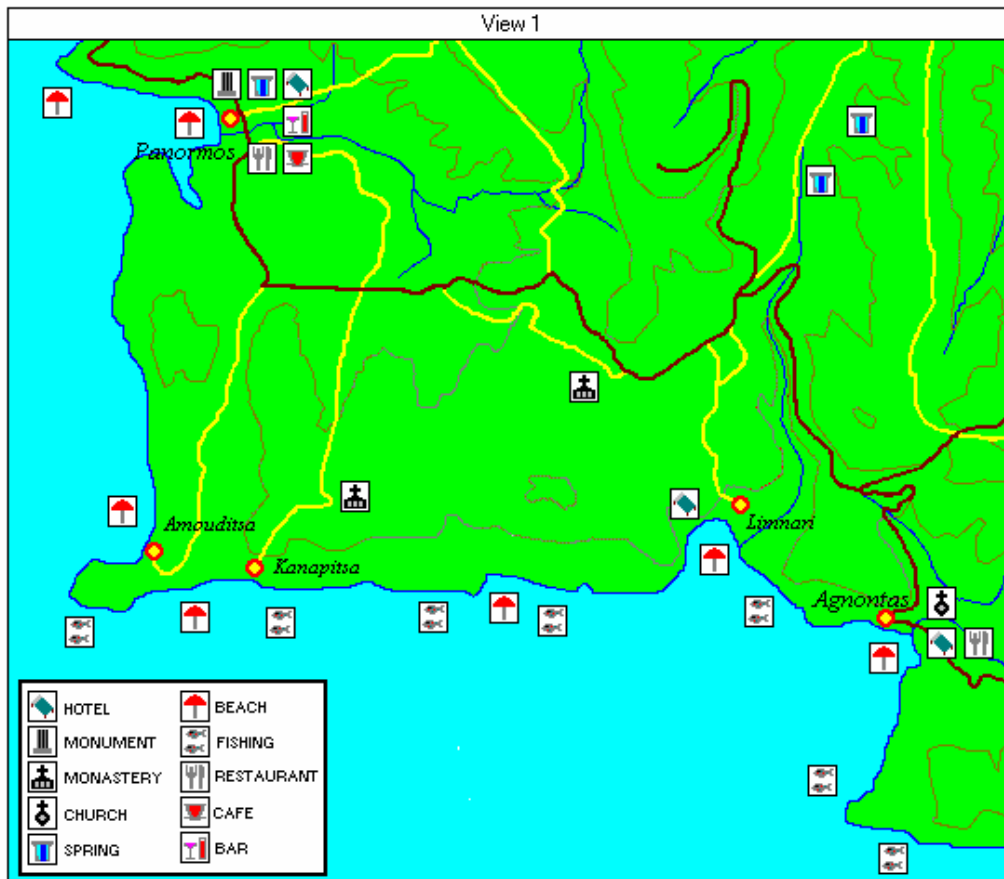 View 1
Panormos
Amouditsa
Kanapitsa
Limnari
Agnontas
HOTEL
MONUMENT
MONASTERY
CHURCH
SPRING
BEACH
FISHING
RESTAURANT
CAFE
BAR